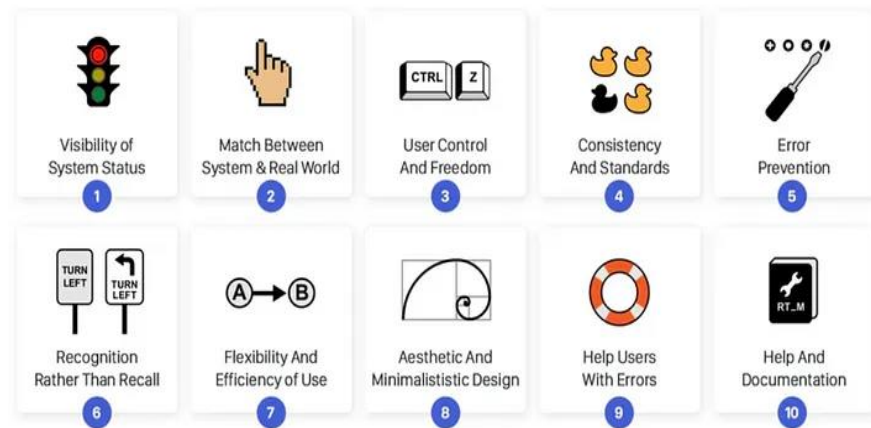 CTRL Z
Visibility of
System Status
1
Match Between
System & Real World
2
User Control
And Freedom
3
Consistency
And Standards
4
Error
Prevention
5
TURN
LEFT
TURN
LEFT
Recognition
Rather Than Recall
6
A B
Flexibility And
Efficiency of Use
7
Aesthetic And
Minimalististic Design
8
Help Users
With Errors
9
RT_M
Help And
Documentation
10